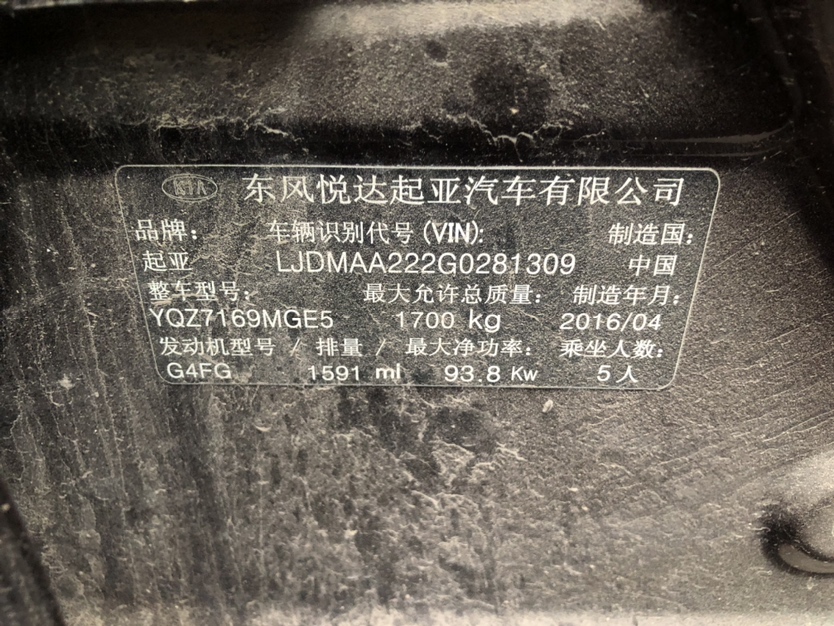 KIA 东风悦达起亚汽车有限公司
品牌: 车辆识别代号(VIN): 制造国:
起亚 LJDMAA222G0281309 中国
整车型号: 最大允许总质量: 制造年月:
YQZ7169MGE5 1700 kg 2016/04
发动机型号 / 排量 / 最大净功率: 乘坐人数:
G4FG 1591 ml 93.8 Kw 5人